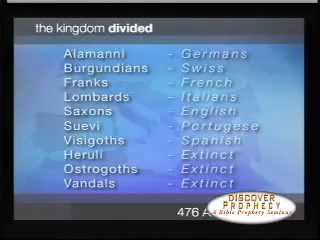 the kingdom divided
Alamanni - Germans
Burgundians - Swiss
Franks - French
Lombards - Italians
Saxons - English
Suevi - Portugese
Visigoths - Spanish
Heruli - Extinct
Ostrogoths - Extinct
Vandals - Extinct
476 A
DISCOVER
PROPHECY
A Bible Prophecy Seminar